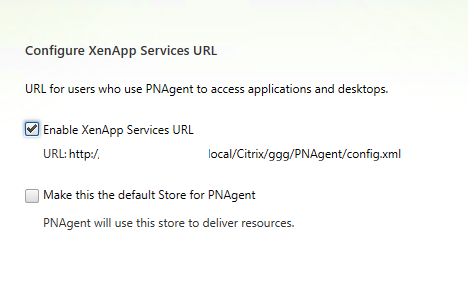 Configure XenApp Services URL
URL for users who use PNAgent to access applications and desktops.
Enable XenApp Services URL
URL: http:/. local/Citrix/ggg/PNAgent/config.xml
Make this the default Store for PNAgent
PNAgent will use this store to deliver resources.